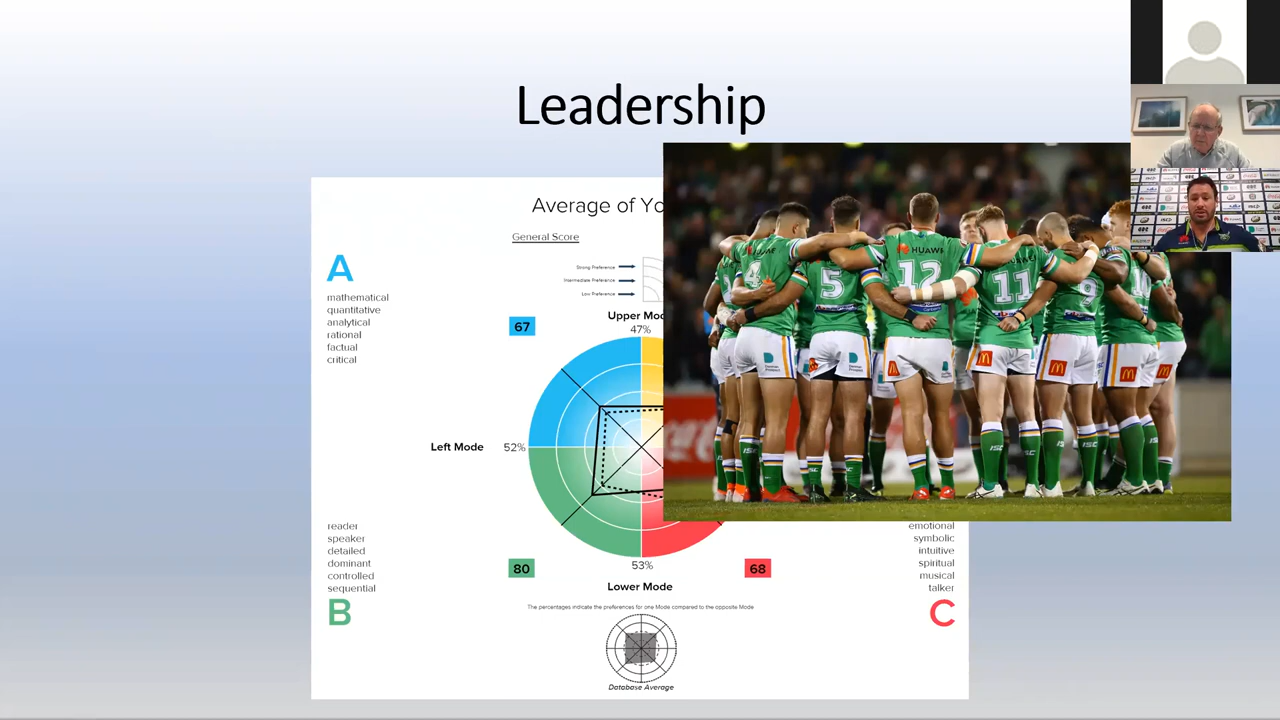 Leadership
Average of Yo
General Score
Strong Preference
Intermediate Preference
Low Preference
A
mathematical
quantitative
analytical
rational
factual
critical
67
Upper Mod
47%
Left Mode
52%
reader
speaker
detailed
dominant
controlled
sequential
B
80
53%
Lower Mode
68
emotional
symbolic
intuitive
spiritual
musical
talker
C
The percentages indicate the preferences for one Mode compared to the opposite Mode
Database Average
HUAWE
5
12
11
ISC
ISC